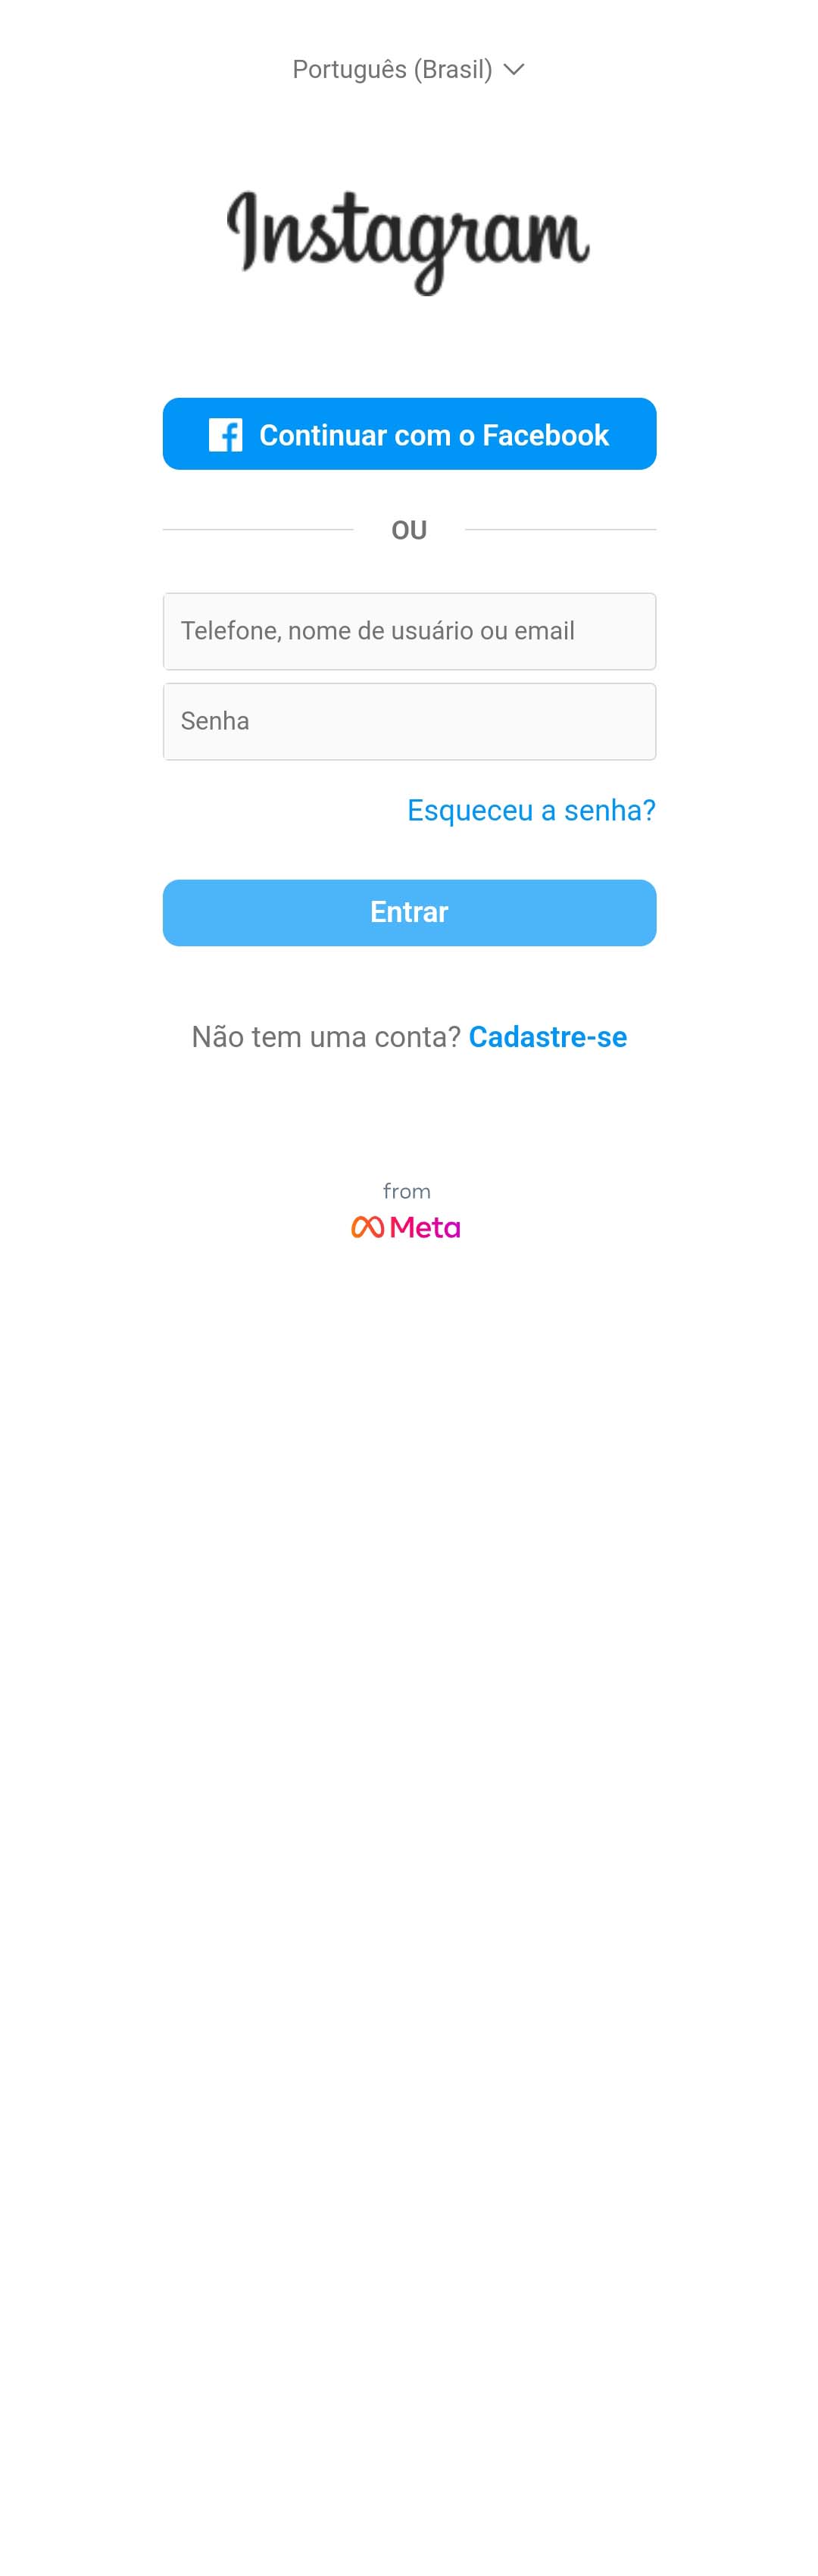 Português (Brasil)
Instagram
Continuar com o Facebook
OU
Telefone, nome de usuário ou email
Senha
Esqueceu a senha?
Entrar
Não tem uma conta? Cadastre-se
from
Meta